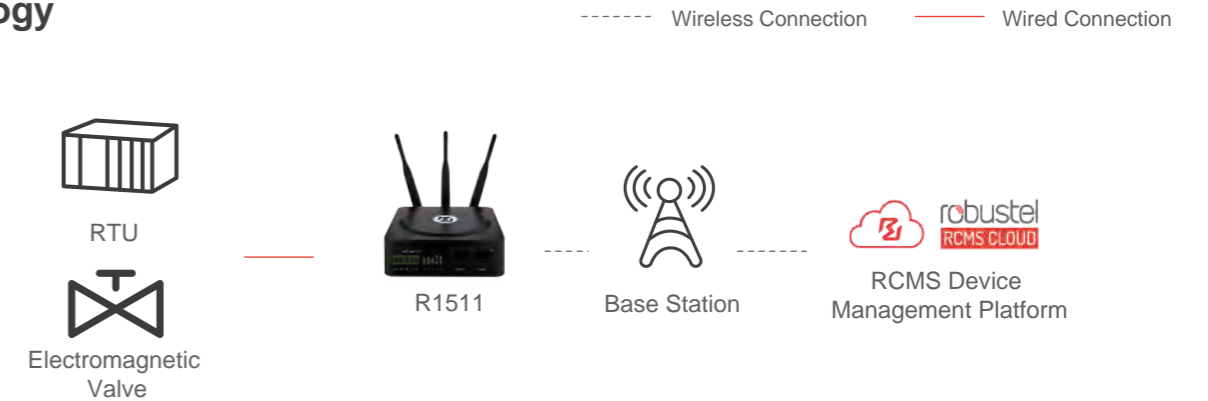 ogy
Wireless Connection
Wired Connection
RTU
Electromagnetic
Valve
R1511
Base Station
robustel
RCMS CLOUD
RCMS Device
Management Platform